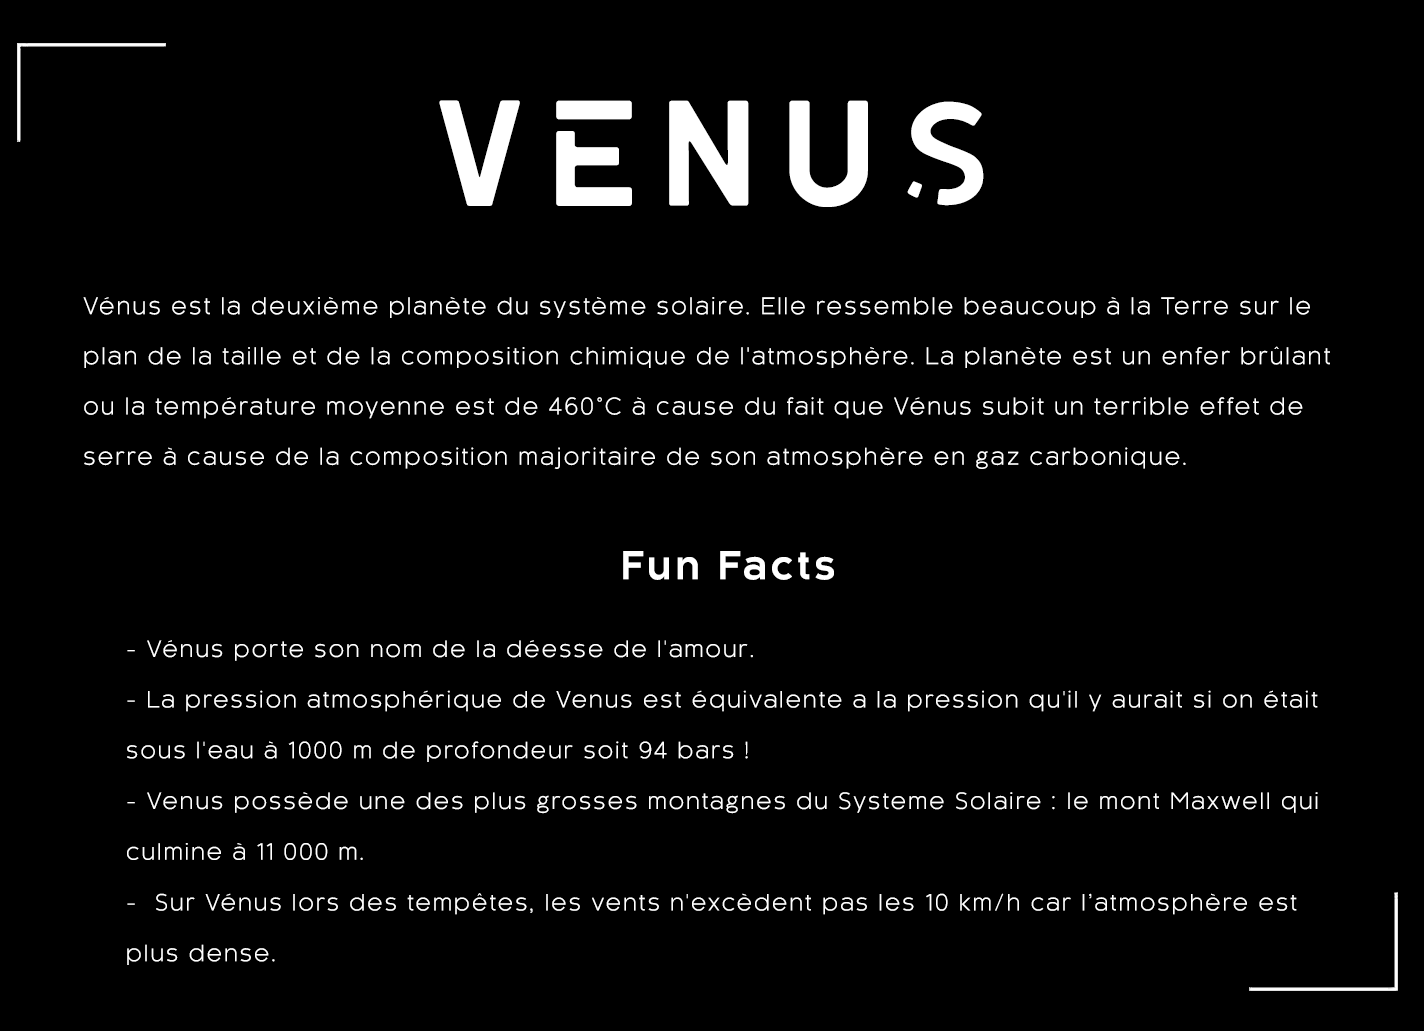 VENUS
Vénus est la deuxième planète du système solaire. Elle ressemble beaucoup à la Terre sur le
plan de la taille et de la composition chimique de l'atmosphère. La planète est un enfer brûlant
ou la température moyenne est de 460°C à cause du fait que Vénus subit un terrible effet de
serre à cause de la composition majoritaire de son atmosphère en gaz carbonique.
Fun Facts
- Vénus porte son nom de la déesse de l'amour.
- La pression atmosphérique de Venus est équivalente a la pression qu'il y aurait si on était
sous l'eau à 1000 m de profondeur soit 94 bars !
- Venus possède une des plus grosses montagnes du Systeme Solaire : le mont Maxwell qui
culmine à 11 000 m.
-  Sur Vénus lors des tempêtes, les vents n'excèdent pas les 10 km/h car l’atmosphère est
plus dense.